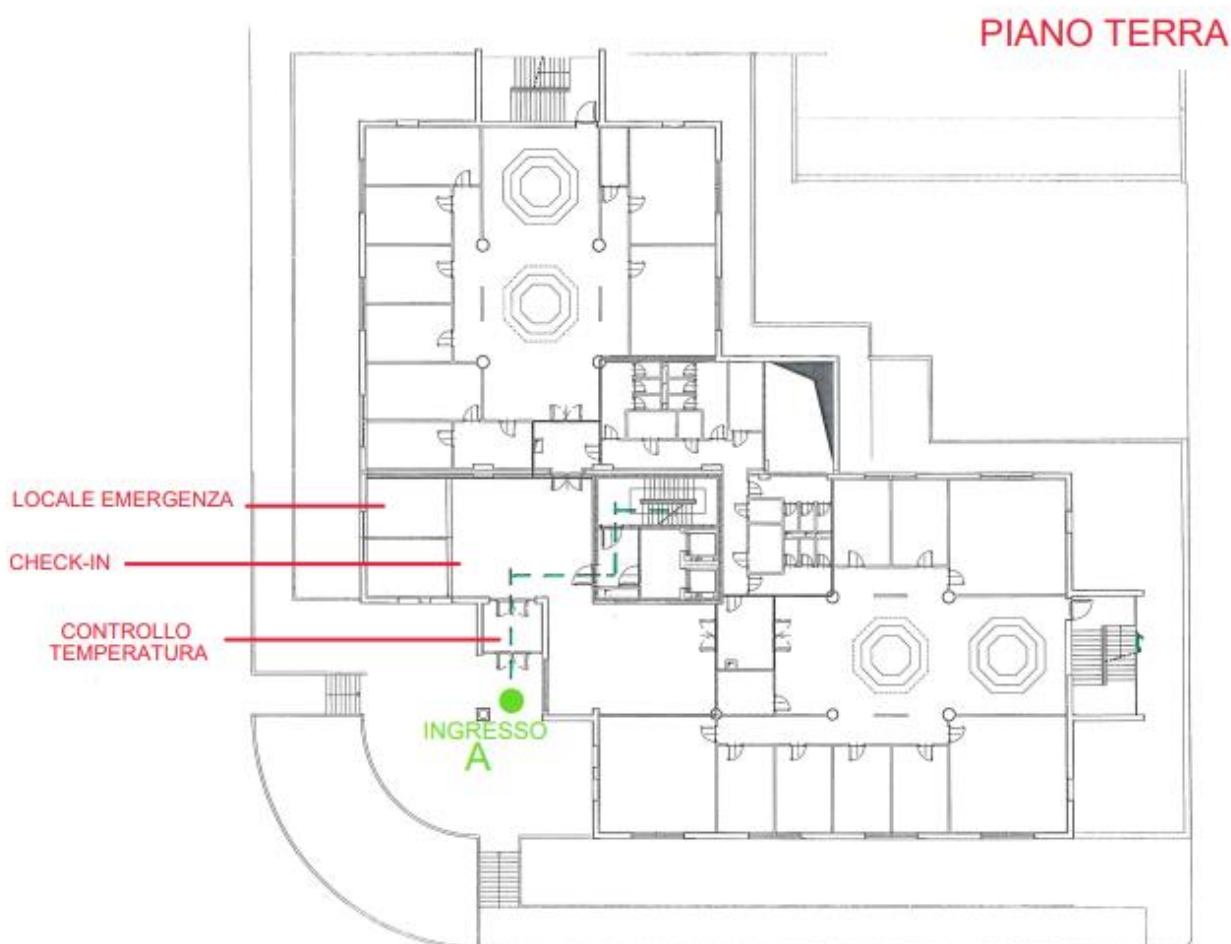 PIANO TERRA
LOCALE EMERGENZA
CHECK-IN
CONTROLLO
TEMPERATURA
INGRESSO
A